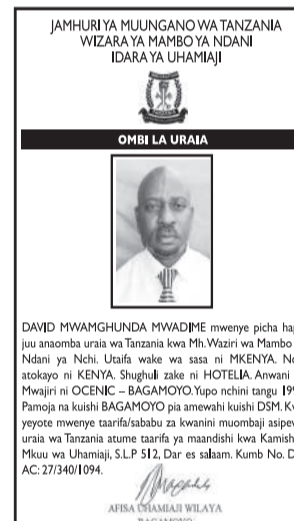 JAMHURI YA MUUNGANO WA TANZANIA
WIZARA YA MAMBO YA NDANI
IDARA YA UHAMIAJI
OMBI LA URAIA
DAVID MWAMGHUNDA MWADIME mwenye picha
juu anaomba uraia wa Tanzania kwa Mh. Waziri wa Mambo
Ndani ya Nchi. Utaifa wake wa sasa ni MKENYA.
atokayo ni KENYA. Shughuli zake ni HOTELIA. Anwani
Mwajiri ni OCENIC – BAGAMOYO. Yupo nchini tangu
Pamoja na kuishi BAGAMOYO pia amewahi kuishi DSM.
yeyote mwenye taarifa/sababu za kwanini muombaji
uraia wa Tanzania atume taarifa ya maandishi kwa
Mkuu wa Uhamiaji, S.L.P 512, Dar es salaam. Kumb No.
AC: 27/340/1094.
AFISA UHAMIAJI WILAYA